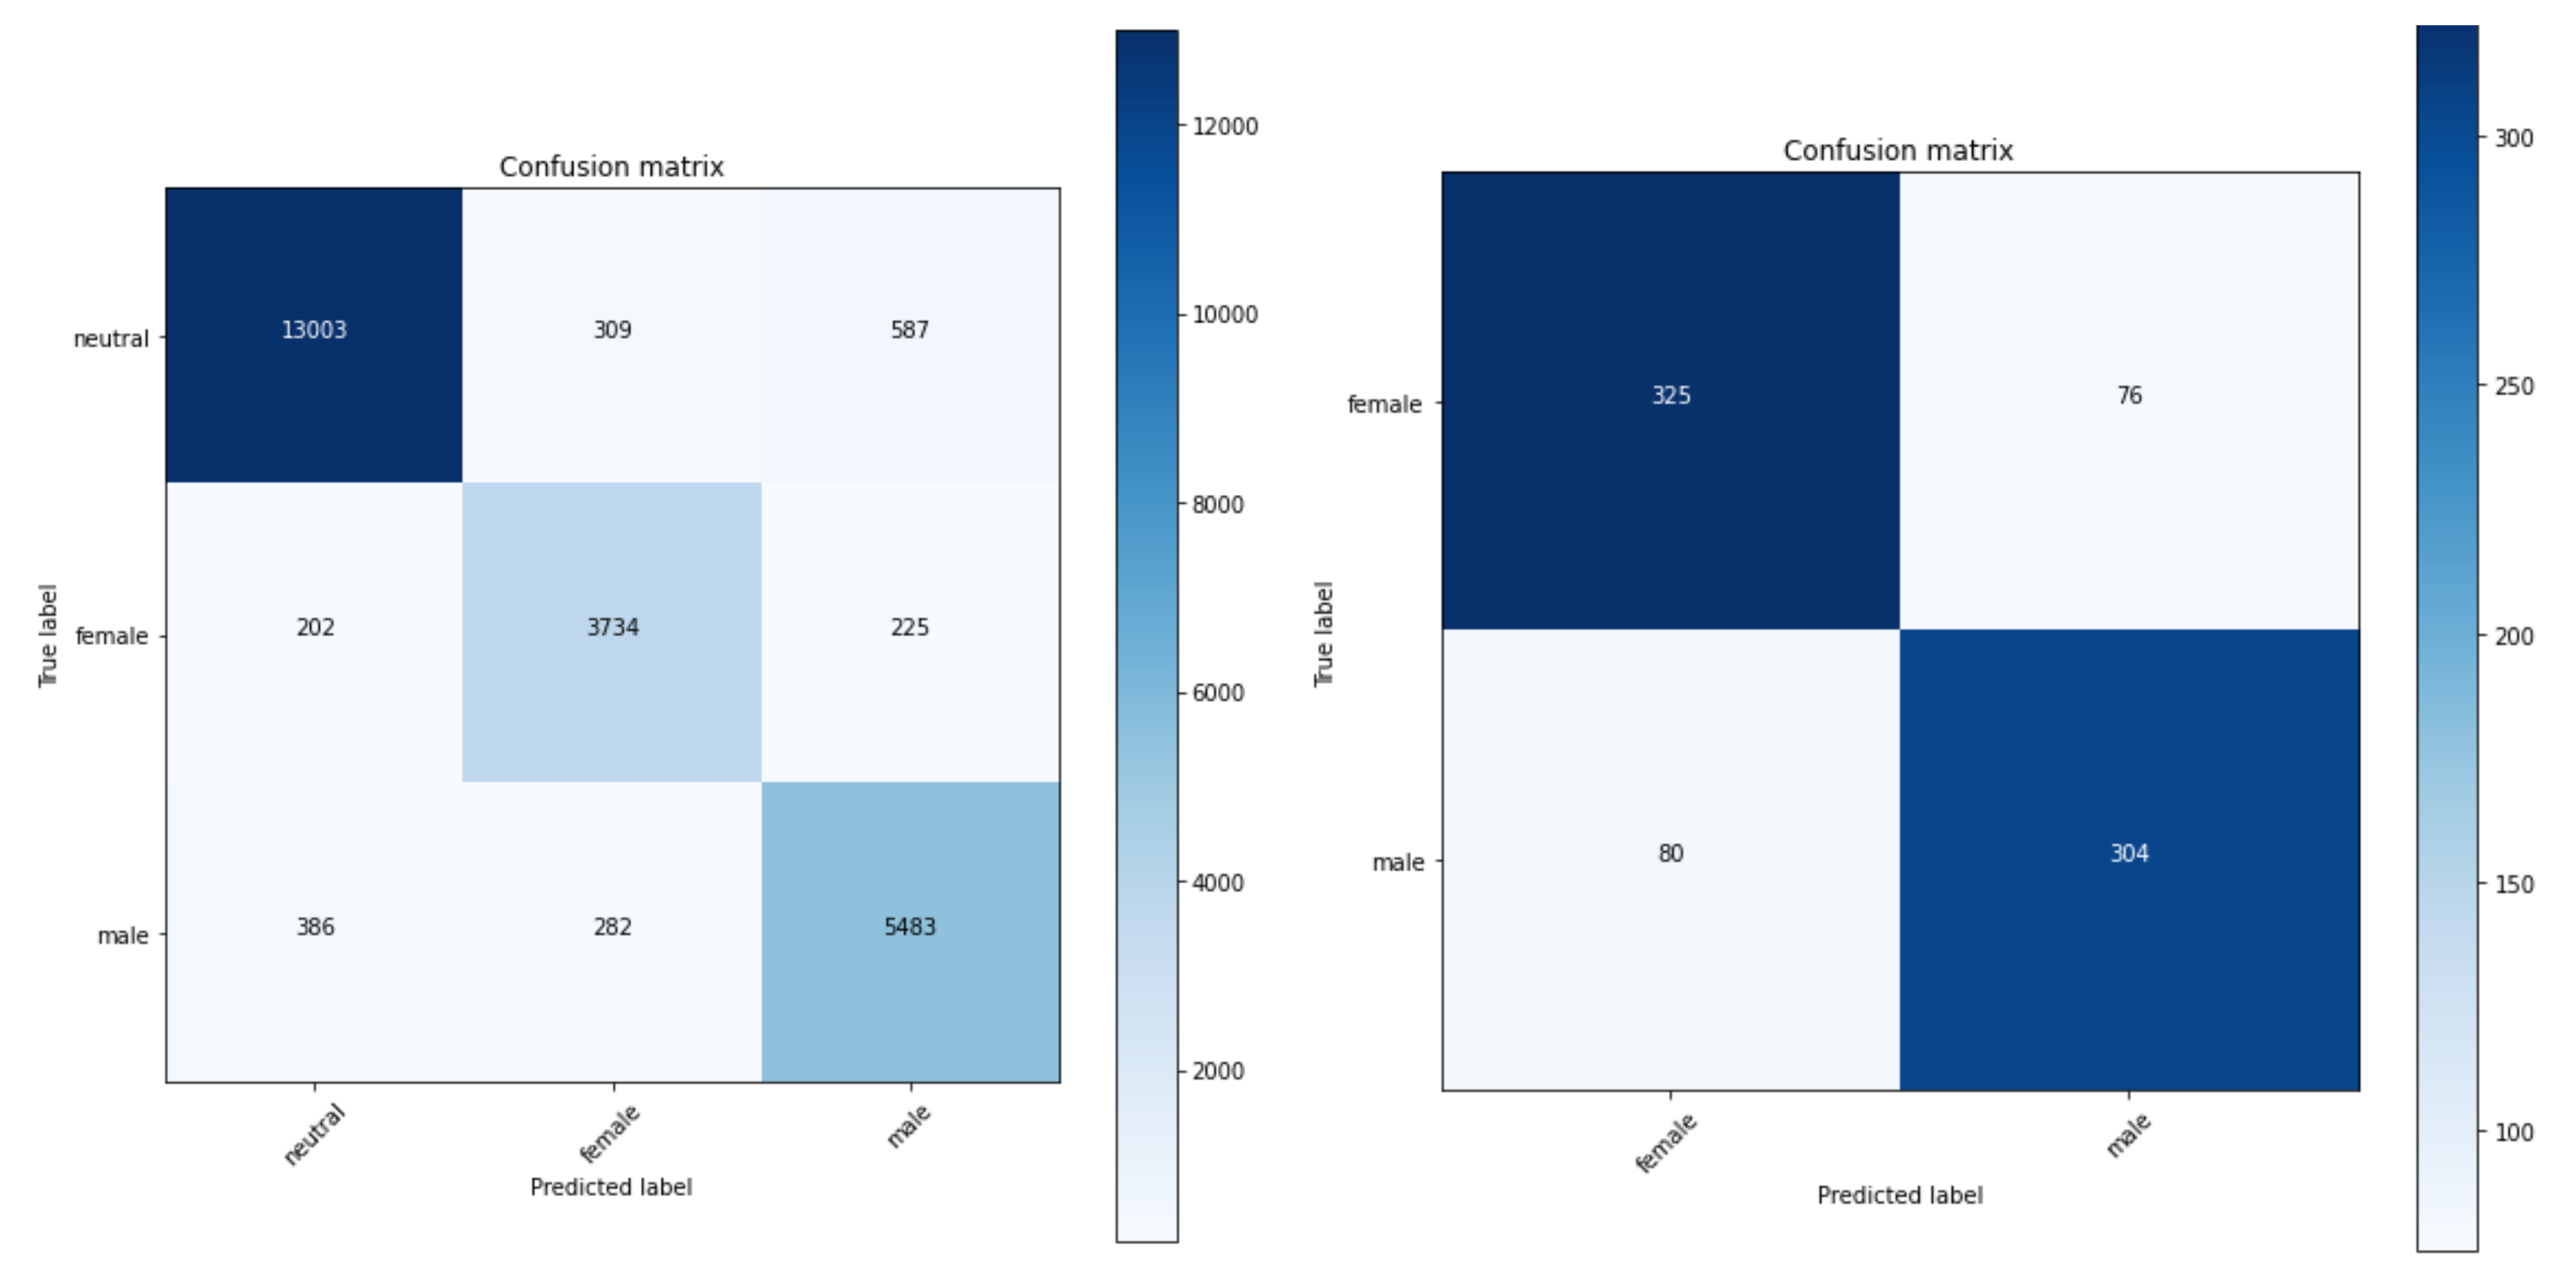 Confusion matrix
neutral
female
male
True label
13003 309 587
202 3734 225
386 282 5483
neutral female male
Predicted label
12000
10000
8000
6000
4000
2000
Confusion matrix
female
male
True label
325 76
80 304
female male
Predicted label
300
250
200
150
100